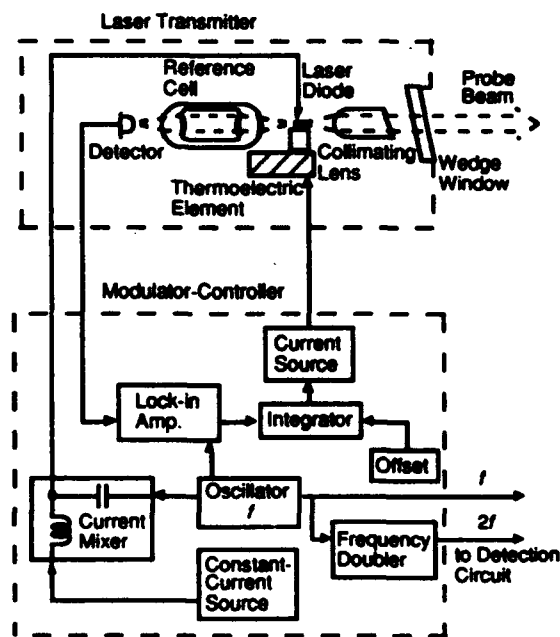 Laser Transmitter
Reference
Cell
Laser
Diode
Probe
Beam
Detector
Collimating
Lens
Wedge
Window
Thermoelectric
Element
Modulator-Controller
Current
Source
Lock-in
Amp.
Integrator
Offset
Oscillator
f
f
Current
Mixer
2f
Frequency
Doubler
to Detection
Circuit
Constant-
Current
Source